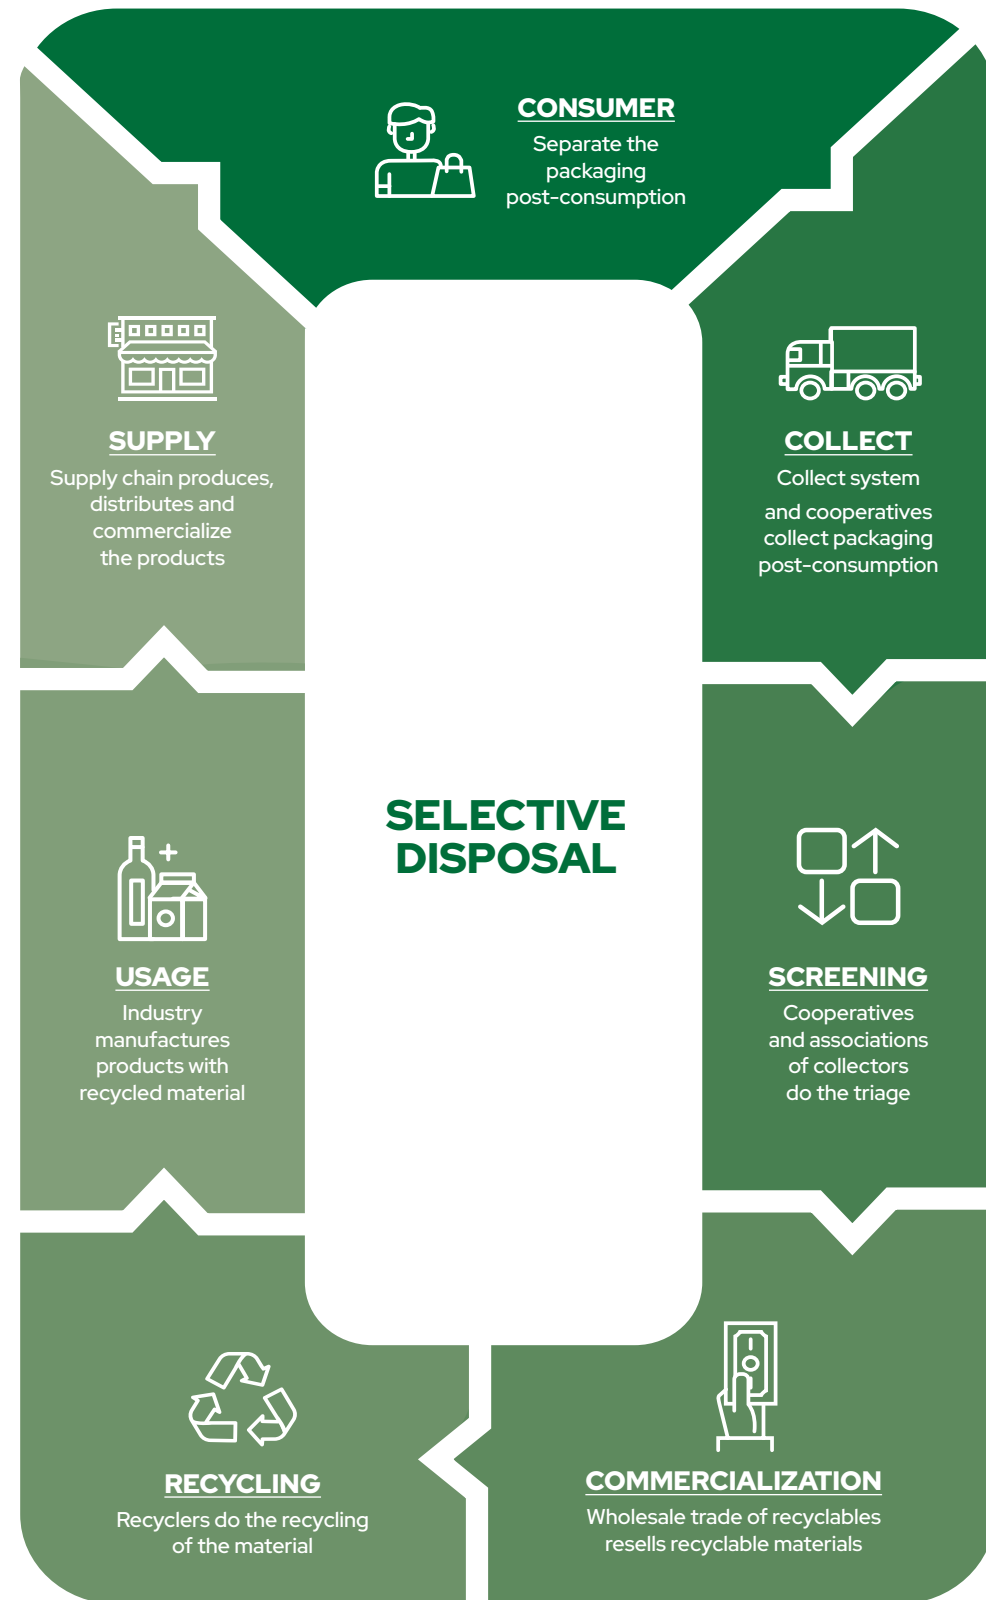 CONSUMER
Separate the
packaging
post-consumption
SUPPLY
Supply chain produces,
distributes and
commercialize
the products
COLLECT
Collect system
and cooperatives
collect packaging
post-consumption
SELECTIVE
DISPOSAL
USAGE
Industry
manufactures
products with
recycled material
SCREENING
Cooperatives
and associations
of collectors
do the triage
RECYCLING
Recyclers do the recycling
of the material
COMMERCIALIZATION
Wholesale trade of recyclables
resells recyclable materials